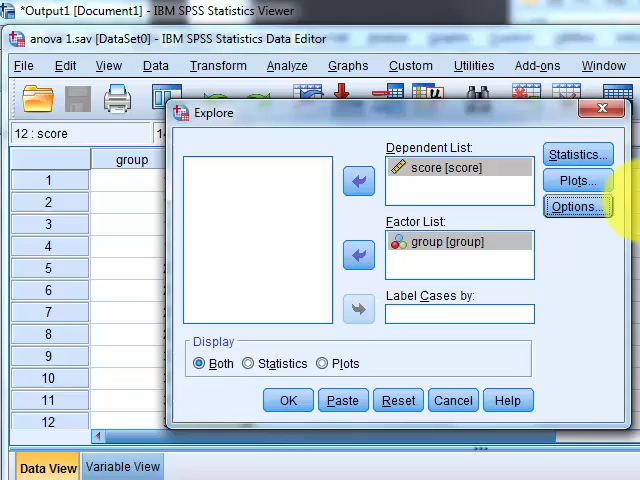 *Output1 [Document1] - IBM SPSS Statistics Viewer
anova 1.sav [DataSet0] - IBM SPSS Statistics Data Editor
File Edit View Data Transform Analyze Graphs Custom Utilities Add-ons Window
Explore
12 : score
group
1
2
3
4
5
6
7
8
9
10
11
12
Dependent List:
score [score]
Factor List:
group [group]
Label Cases by:
Statistics...
Plots...
Options...
Display
Both Statistics Plots
OK Paste Reset Cancel Help
Data View Variable View